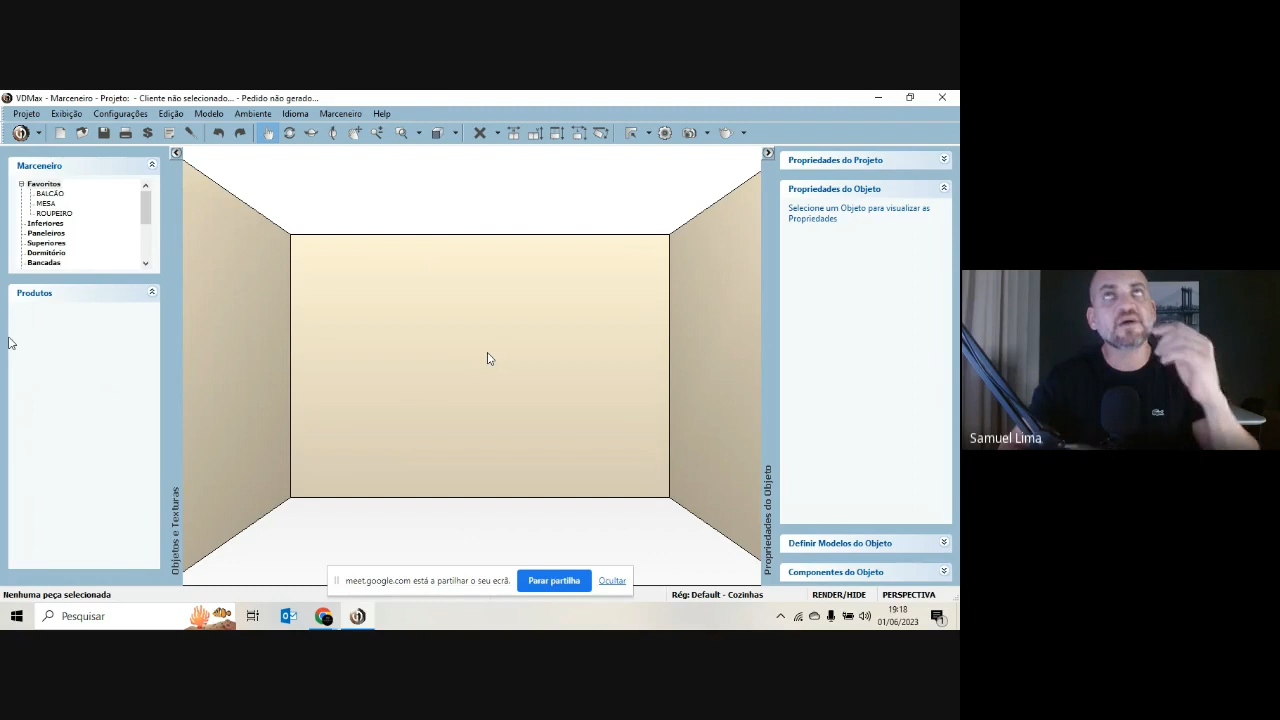 VDMax - Marceneiro - Projeto:  - Cliente não selecionado... - Pedido não gerado...
Projeto Exibição Configurações Edição Modelo Ambiente Idioma Marceneiro Help
Marceneiro
Favoritos
BALCÃO
MESA
ROUPEIRO
Inferiores
Paneleiros
Superiores
Dormitório
Bancadas
Produtos
Objetos e Texturas
Propriedades do Objeto
Propriedades do Projeto
Propriedades do Objeto
Selecione um Objeto para visualizar as
Propriedades
Definir Modelos do Objeto
Componentes do Objeto
meet.google.com está a partilhar o seu ecrã. Parar partilha Ocultar
Nenhuma peça selecionada Rég: Default - Cozinhas RENDER/HIDE PERSPECTIVA
Pesquisar
19:18
01/06/2023
1
Samuel Lima